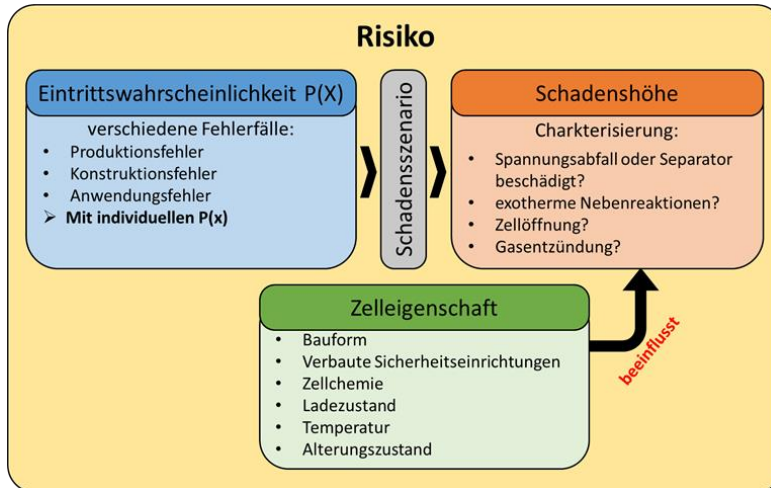 Risiko
Eintrittswahrscheinlichkeit P(X)
verschiedene Fehlerfälle:
• Produktionsfehler
• Konstruktionsfehler
• Anwendungsfehler
➢ Mit individuellen P(x)
Schadensszenario
Schadenshöhe
Charkterisierung:
• Spannungsabfall oder Separator
beschädigt?
• exotherme Nebenreaktionen?
• Zellöffnung?
• Gasentzündung?
Zelleigenschaft
• Bauform
• Verbaute Sicherheitseinrichtungen
• Zellchemie
• Ladezustand
• Temperatur
• Alterungszustand
beeinflusst